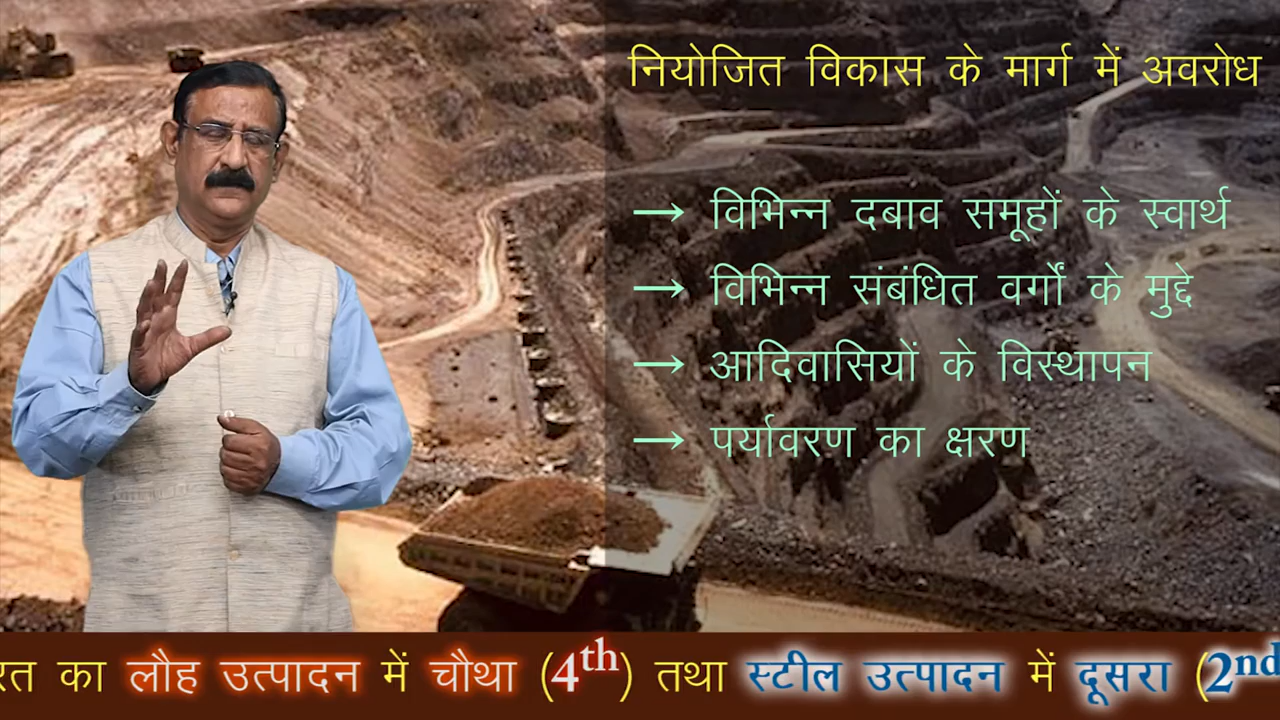 नियोजित विकास के मार्ग में अवरोध
→ विभिन्न दबाव समूहों के स्वार्थ
→ विभिन्न संबंधित वर्गों के मुद्दे
→ आदिवासियों के विस्थापन
→ पर्यावरण का क्षरण
का लौह उत्पादन में चौथा (4th) तथा स्टील उत्पादन में दूसरा (2nd